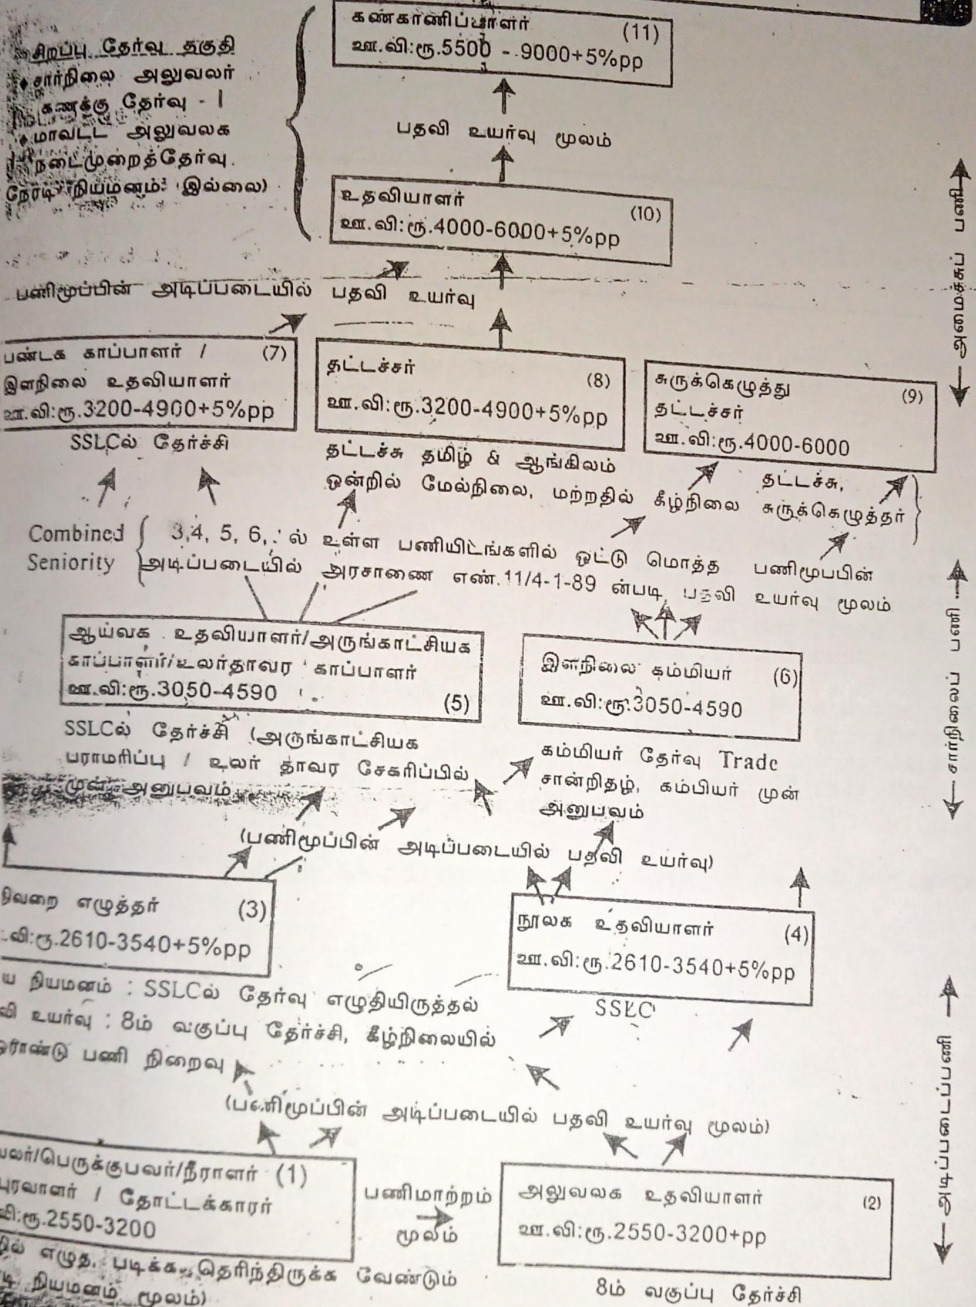 கண்காணிப்பாளர் (11)
ஊ.வி:ரூ.5500 - 9000+5%pp
சிறப்பு தேர்வு தகுதி
சார்நிலை அலுவலர்
கணக்கு தேர்வு - I
மாவட்ட அலுவலக
நடைமுறைத்தேர்வு.
நேரடி நியமனம் இல்லை)
பதவி உயர்வு மூலம்
உதவியாளர் (10)
ஊ.வி:ரூ.4000-6000+5%pp
அமைச்சுப் பணி
பணிமூப்பின் அடிப்படையில் பதவி உயர்வு
பண்டக காப்பாளர் / (7)
இளநிலை உதவியாளர்
ஊ.வி:ரூ.3200-4900+5%pp
SSLCல் தேர்ச்சி
தட்டச்சர் (8)
ஊ.வி:ரூ.3200-4900+5%pp
தட்டச்சு தமிழ் & ஆங்கிலம்
ஒன்றில் மேல்நிலை, மற்றதில் கீழ்நிலை
சுருக்கெழுத்து (9)
தட்டச்சர்
ஊ.வி:ரூ.4000-6000
தட்டச்சு,
சுருக்கெழுத்தர்
Combined
Seniority
3,4, 5, 6, ல் உள்ள பணியிடங்களில் ஒட்டு மொத்த பணிமூபபின்
அடிப்படையில் அரசாணை எண்.11/4-1-89 ன்படி, பதவி உயர்வு மூலம்
சார்நிலைப் பணி
ஆய்வக உதவியாளர்/அருங்காட்சியக
காப்பாளர்/உலர்தாவர காப்பாளர்
ஊ.வி:ரூ.3050-4590 (5)
SSLCல் தேர்ச்சி (அருங்காட்சியக
பராமரிப்பு / உலர் தாவர சேகரிப்பில்
முன் அனுபவம்
இளநிலை கம்மியர் (6)
ஊ.வி:ரூ.3050-4590
கம்மியர் தேர்வு Trade
சான்றிதழ், கம்பியர் முன்
அனுபவம்
(பணிமூப்பின் அடிப்படையில் பதவி உயர்வு)
எழுத்தர் (3)
ரூ.2610-3540+5%pp
நியமனம் : SSLCல் தேர்வு எழுதியிருத்தல்
உயர்வு : 8ம் வகுப்பு தேர்ச்சி, கீழ்நிலையில்
பணி நிறைவு
நூலக உதவியாளர் (4)
ஊ.வி:ரூ.2610-3540+5%pp
SSLC
(பணிமூப்பின் அடிப்படையில் பதவி உயர்வு மூலம்)
அடிப்படைப்பணி
பெருக்குபவர்/நீராளர் (1)
/ தோட்டக்காரர்
ரூ.2550-3200
எழுத, படிக்க தெரிந்திருக்க வேண்டும்
நியமனம் மூலம்)
பணிமாற்றம்
மூலம்
அலுவலக உதவியாளர் (2)
ஊ.வி:ரூ.2550-3200+pp
8ம் வகுப்பு தேர்ச்சி